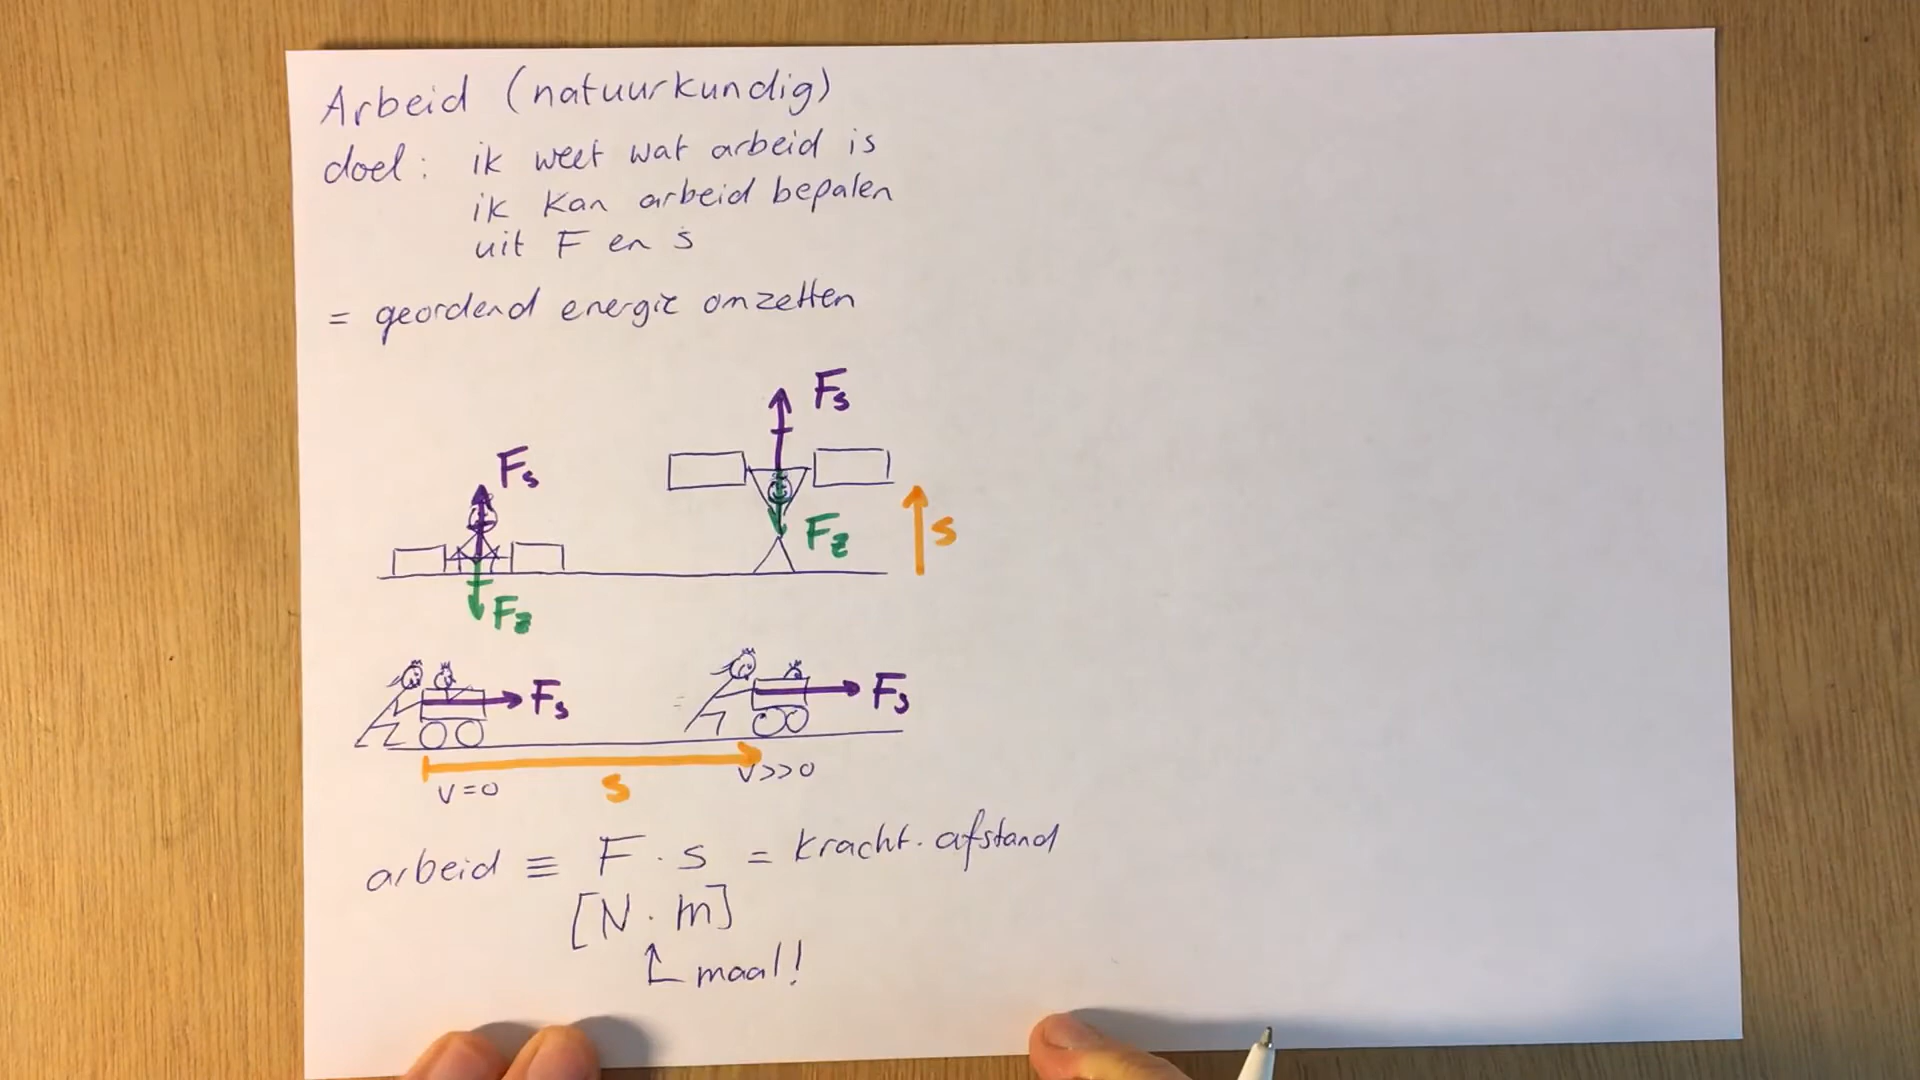 Arbeid (natuurkundig)
doel: ik weet wat arbeid is
ik kan arbeid bepalen
uit F en s
= geordend energie omzetten
Fs
Fs
Fz
s
Fz
Fs
Fs
s
v=0
v>>0
arbeid ≡ F · s = kracht · afstand
[N · m]
maal!